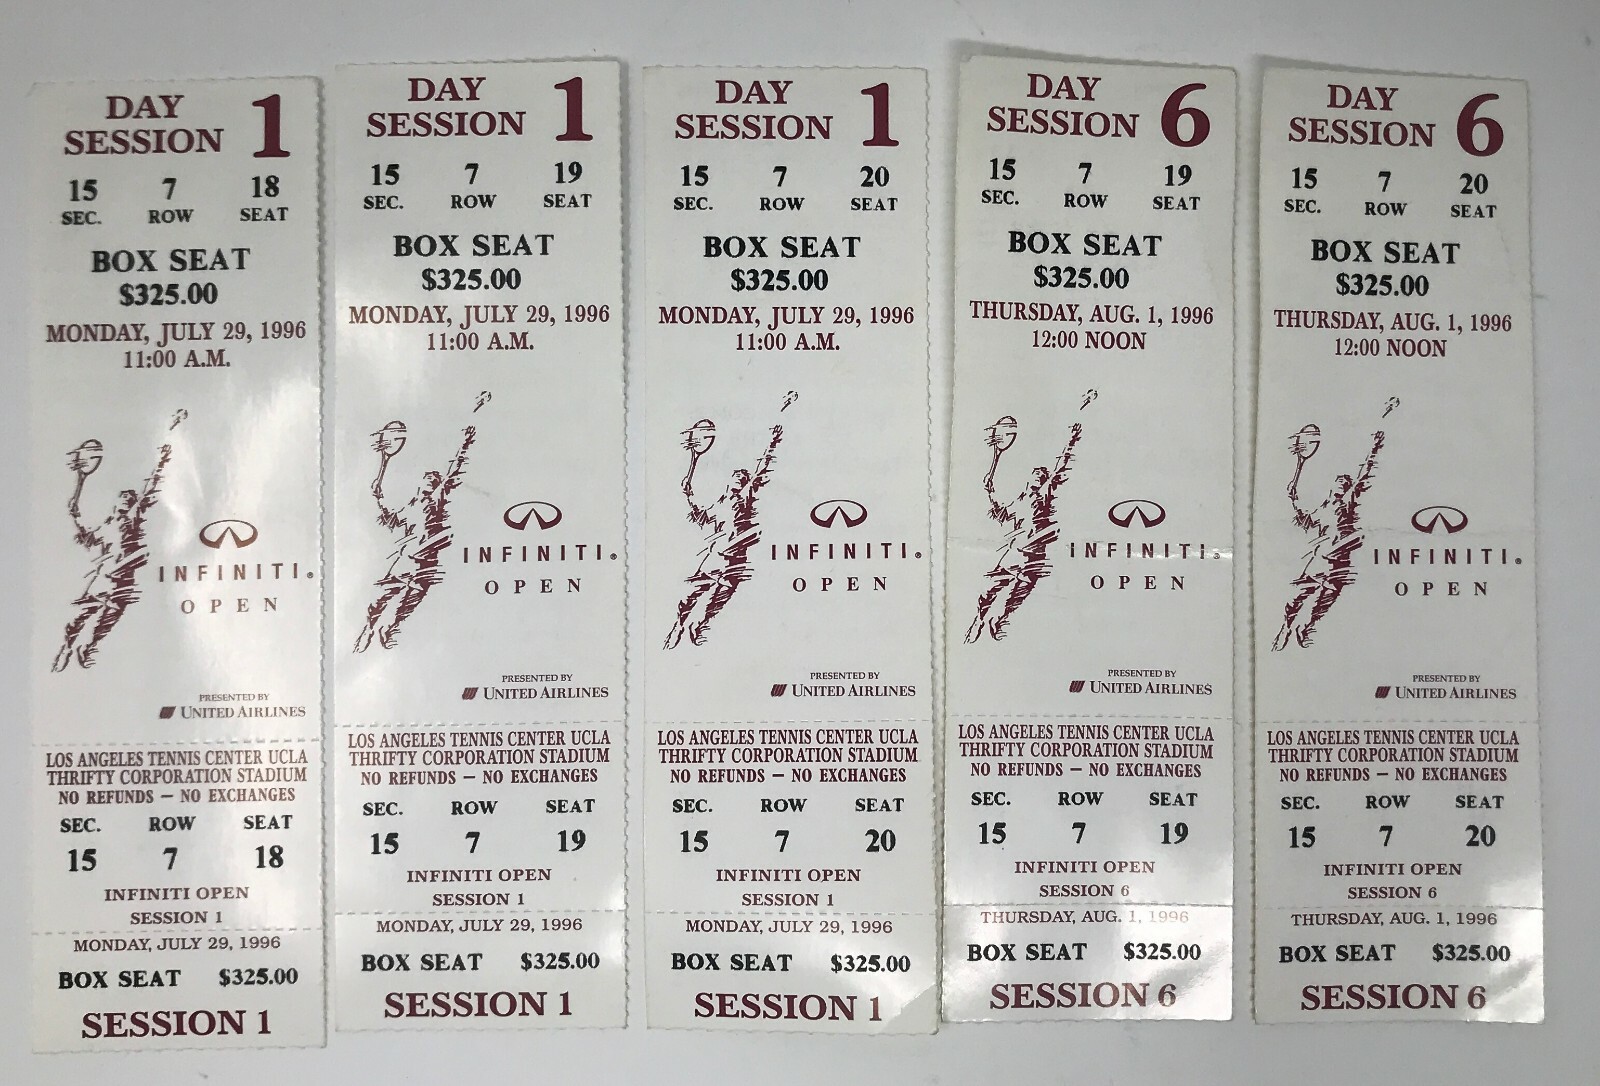 DAY
SESSION 1
15 7 18
SEC. ROW SEAT
BOX SEAT
$325.00
MONDAY, JULY 29, 1996
11:00 A.M.
INFINITI®
OPEN
PRESENTED BY
UNITED AIRLINES
LOS ANGELES TENNIS CENTER UCLA
THRIFTY CORPORATION STADIUM
NO REFUNDS — NO EXCHANGES
SEC. ROW SEAT
15 7 18
INFINITI OPEN
SESSION 1
MONDAY, JULY 29, 1996
BOX SEAT $325.00
SESSION 1
DAY
SESSION 1
15 7 19
SEC. ROW SEAT
BOX SEAT
$325.00
MONDAY, JULY 29, 1996
11:00 A.M.
INFINITI®
OPEN
PRESENTED BY
UNITED AIRLINES
LOS ANGELES TENNIS CENTER UCLA
THRIFTY CORPORATION STADIUM
NO REFUNDS — NO EXCHANGES
SEC. ROW SEAT
15 7 19
INFINITI OPEN
SESSION 1
MONDAY, JULY 29, 1996
BOX SEAT $325.00
SESSION 1
DAY
SESSION 1
15 7 20
SEC. ROW SEAT
BOX SEAT
$325.00
MONDAY, JULY 29, 1996
11:00 A.M.
INFINITI®
OPEN
PRESENTED BY
UNITED AIRLINES
LOS ANGELES TENNIS CENTER UCLA
THRIFTY CORPORATION STADIUM
NO REFUNDS — NO EXCHANGES
SEC. ROW SEAT
15 7 20
INFINITI OPEN
SESSION 1
MONDAY, JULY 29, 1996
BOX SEAT $325.00
SESSION 1
DAY
SESSION 6
15 7 19
SEC. ROW SEAT
BOX SEAT
$325.00
THURSDAY, AUG. 1, 1996
12:00 NOON
INFINITI®
OPEN
PRESENTED BY
UNITED AIRLINES
LOS ANGELES TENNIS CENTER UCLA
THRIFTY CORPORATION STADIUM
NO REFUNDS — NO EXCHANGES
SEC. ROW SEAT
15 7 19
INFINITI OPEN
SESSION 6
THURSDAY, AUG. 1, 1996
BOX SEAT $325.00
SESSION 6
DAY
SESSION 6
15 7 20
SEC. ROW SEAT
BOX SEAT
$325.00
THURSDAY, AUG. 1, 1996
12:00 NOON
INFINITI®
OPEN
PRESENTED BY
UNITED AIRLINES
LOS ANGELES TENNIS CENTER UCLA
THRIFTY CORPORATION STADIUM
NO REFUNDS — NO EXCHANGES
SEC. ROW SEAT
15 7 20
INFINITI OPEN
SESSION 6
THURSDAY, AUG. 1, 1996
BOX SEAT $325.00
SESSION 6